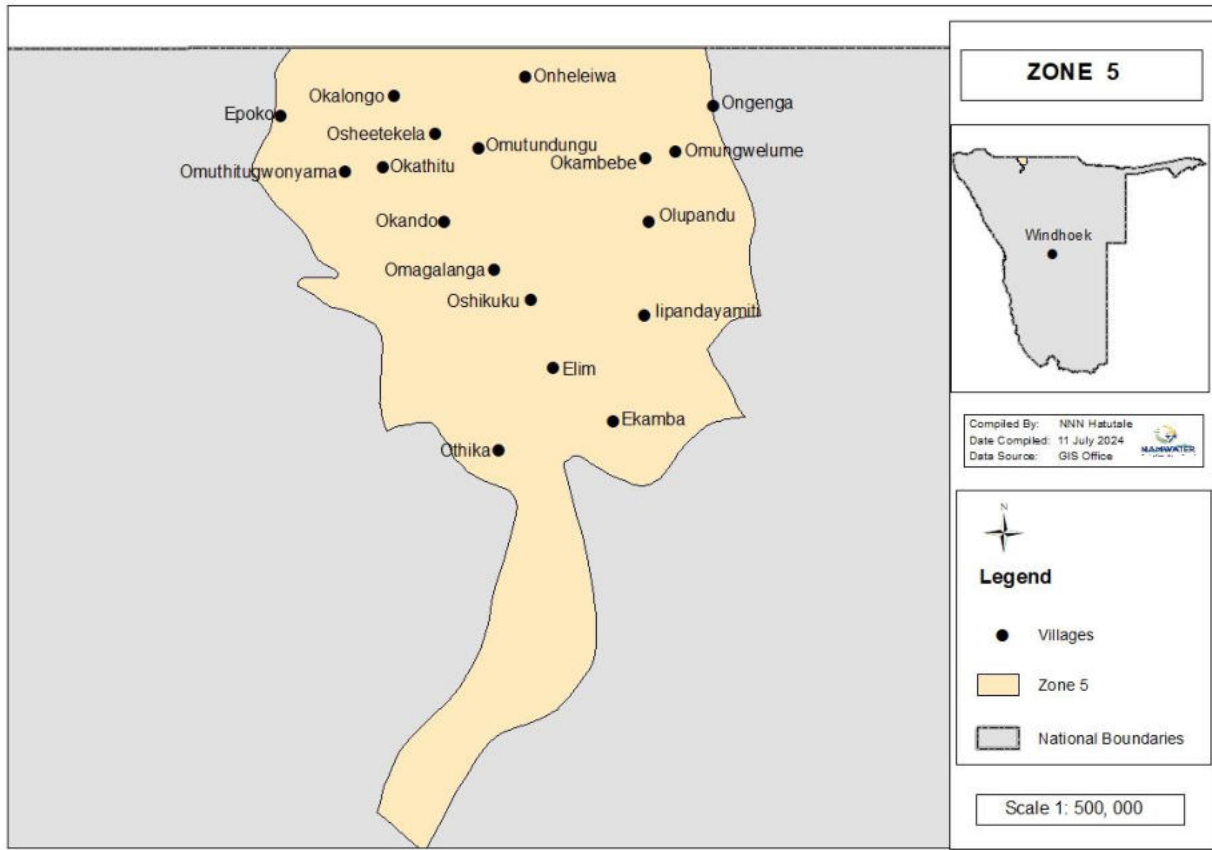 ZONE 5
Onheleiwa
Okalongo
Ongenga
Epoko
Osheetekela
Omutundungu
Omungwelume
Okambebe
Okathitu
Omuthitugwonyama
Okando
Olupandu
Omagalanga
Oshikuku
Iipandayamiti
Elim
Ekamba
Othika
Windhoek
Compiled By: NNN Hatutale
Date Compiled: 11 July 2024
Data Source: GIS Office
NAMWATER
N
Legend
Villages
Zone 5
National Boundaries
Scale 1: 500, 000